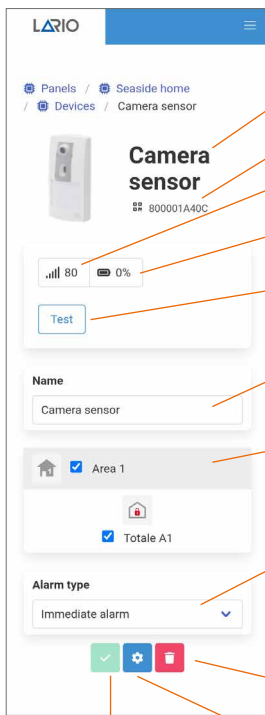 LARIO
Panels / Seaside home
/ Devices / Camera sensor
Camera
sensor
800001A40C
80 0%
Test
Name
Camera sensor
1 Area 1
Totale A1
Alarm type
Immediate alarm